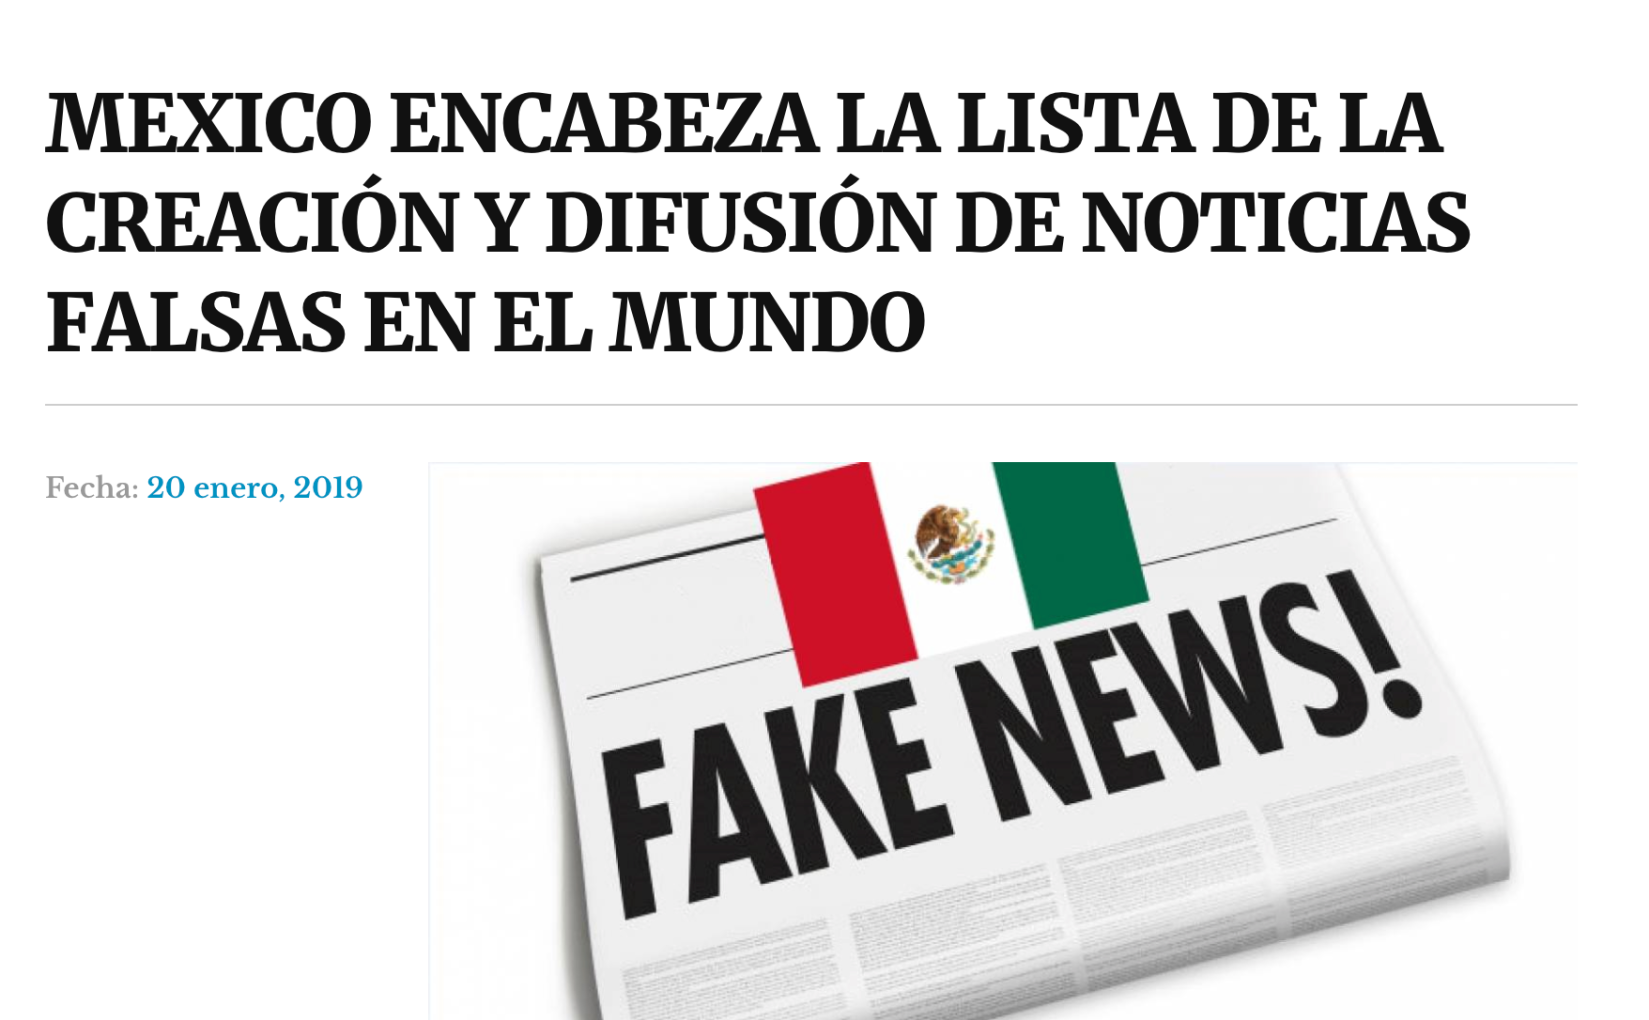 MEXICO ENCABEZA LA LISTA DE LA
CREACIÓN Y DIFUSIÓN DE NOTICIAS
FALSAS EN EL MUNDO
Fecha: 20 enero, 2019
FAKE NEWS!